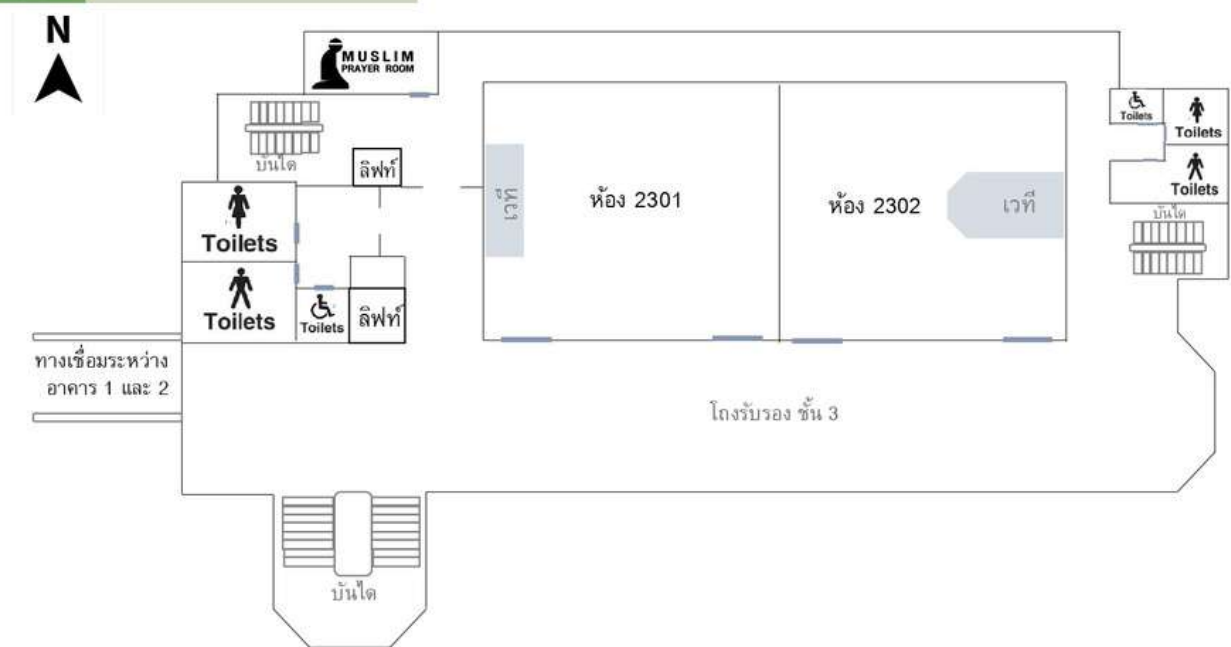 N
MUSLIM
PRAYER ROOM
บันได
ลิฟท์
Toilets
Toilets
Toilets
ลิฟท์
ทางเชื่อมระหว่าง
อาคาร 1 และ 2
เวที
ห้อง 2301
ห้อง 2302
เวที
Toilets
Toilets
Toilets
บันได
โถงรับรอง ชั้น 3
บันได